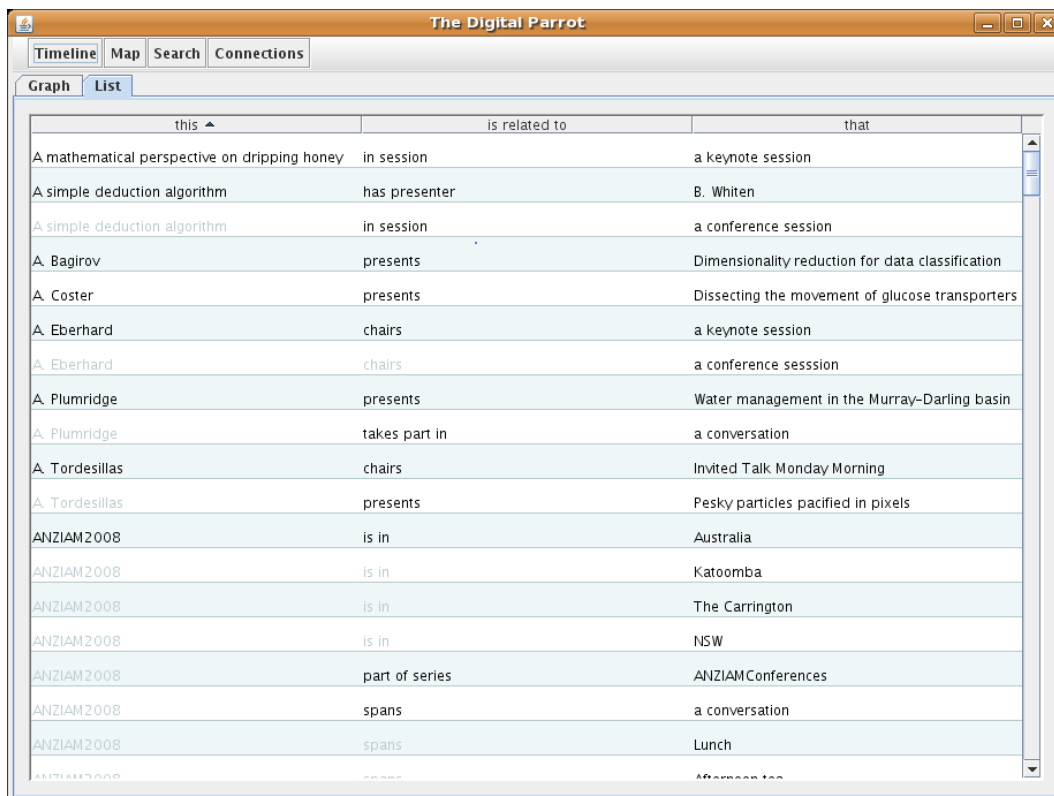 The Digital Parrot
Timeline Map Search Connections
Graph List
this is related to that
A mathematical perspective on dripping honey in session a keynote session
A simple deduction algorithm has presenter B. Whiten
A simple deduction algorithm in session a conference session
A. Bagirov presents Dimensionality reduction for data classification
A. Coster presents Dissecting the movement of glucose transporters
A. Eberhard chairs a keynote session
A. Eberhard chairs a conference sesssion
A. Plumridge presents Water management in the Murray-Darling basin
A. Plumridge takes part in a conversation
A. Tordesillas chairs Invited Talk Monday Morning
A. Tordesillas presents Pesky particles pacified in pixels
ANZIAM2008 is in Australia
ANZIAM2008 is in Katoomba
ANZIAM2008 is in The Carrington
ANZIAM2008 is in NSW
ANZIAM2008 part of series ANZIAMConferences
ANZIAM2008 spans a conversation
ANZIAM2008 spans Lunch
ANZIAM2008 spans Afternoon tea